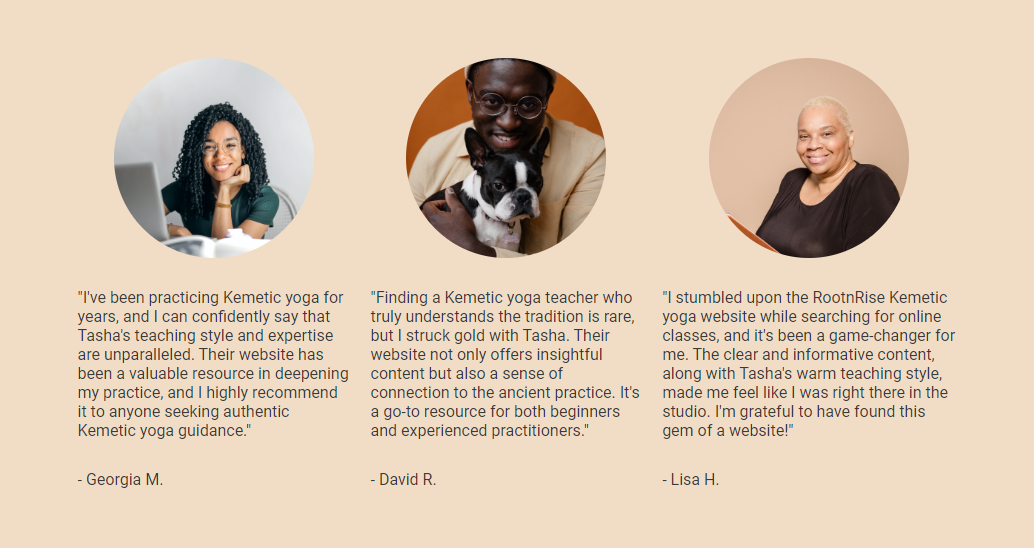 "I've been practicing Kemetic yoga for
years, and I can confidently say that
Tasha's teaching style and expertise
are unparalleled. Their website has
been a valuable resource in deepening
my practice, and I highly recommend
it to anyone seeking authentic
Kemetic yoga guidance."
- Georgia M.
"Finding a Kemetic yoga teacher who
truly understands the tradition is rare,
but I struck gold with Tasha. Their
website not only offers insightful
content but also a sense of
connection to the ancient practice. It's
a go-to resource for both beginners
and experienced practitioners."
- David R.
"I stumbled upon the RootnRise Kemetic
yoga website while searching for online
classes, and it's been a game-changer for
me. The clear and informative content,
along with Tasha's warm teaching style,
made me feel like I was right there in the
studio. I'm grateful to have found this
gem of a website!"
- Lisa H.